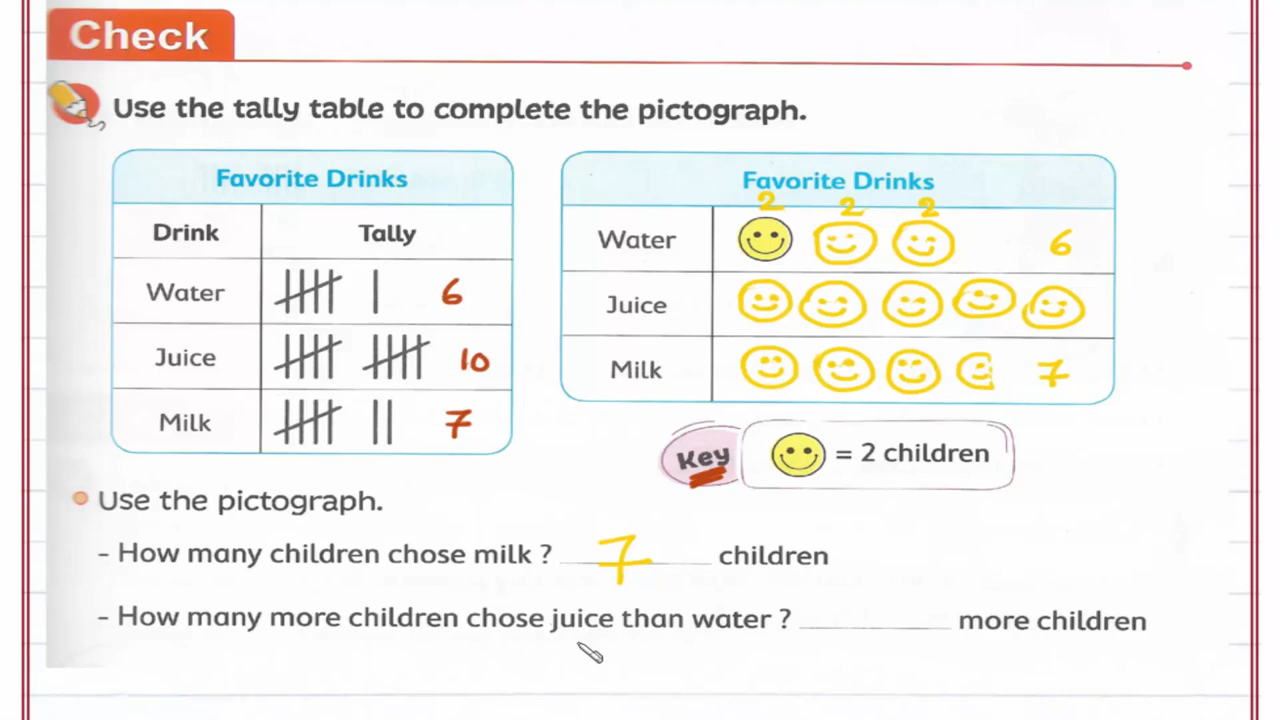 Check
Use the tally table to complete the pictograph.
Favorite Drinks
Drink Tally
Water 6
Juice 10
Milk 7
Favorite Drinks
2 2 2
Water 6
Juice
Milk 7
Key = 2 children
Use the pictograph.
- How many children chose milk ? 7 children
- How many more children chose juice than water ? more children